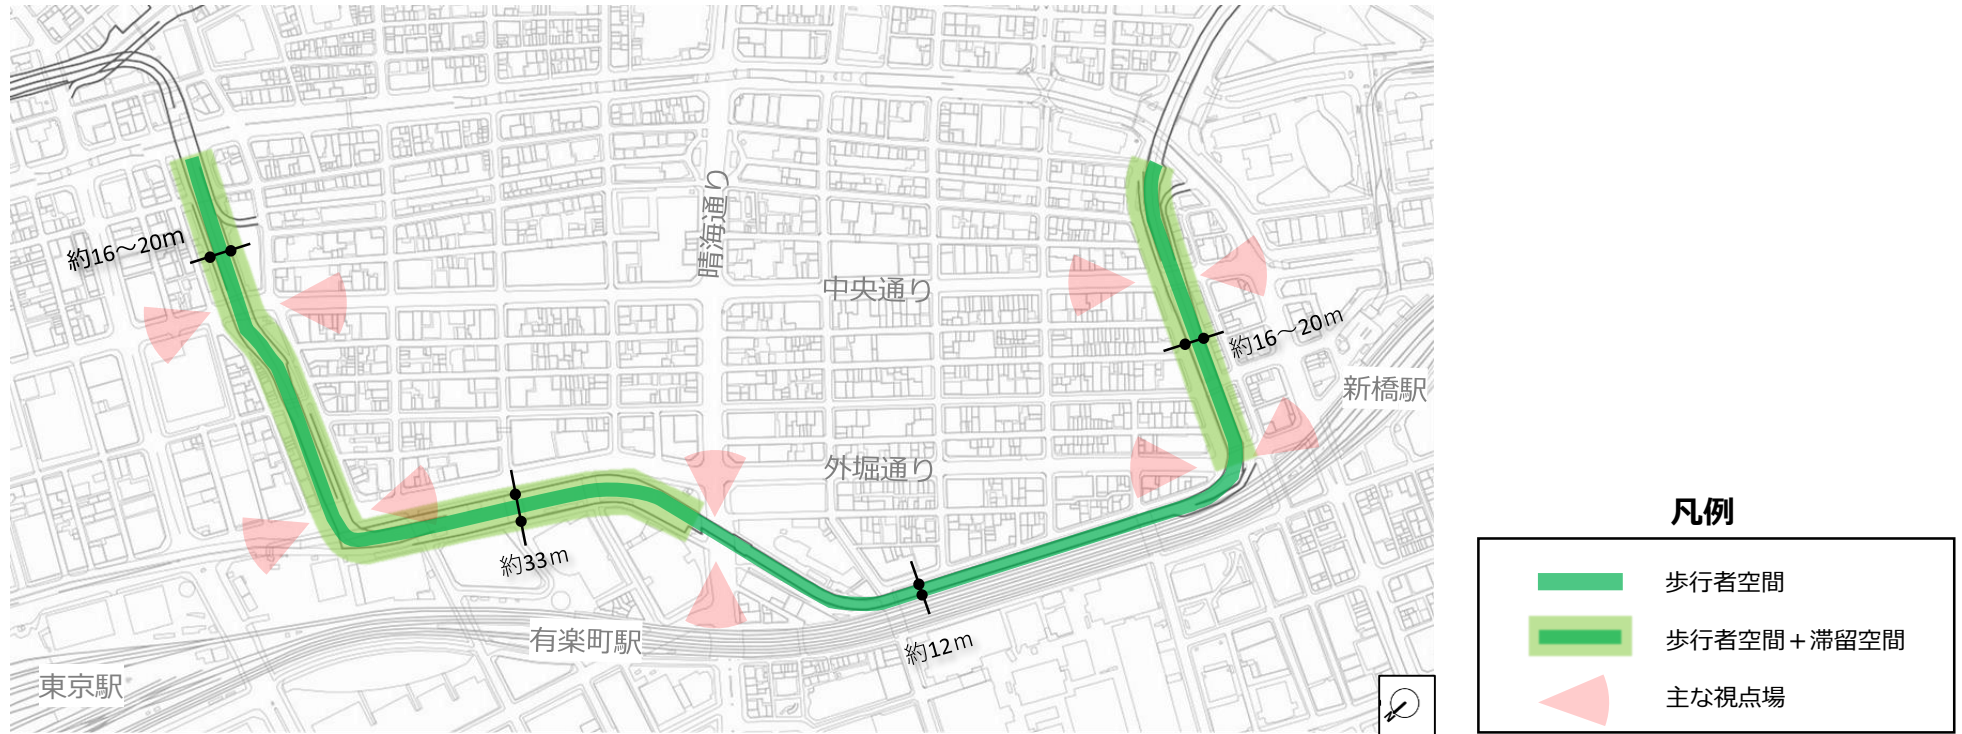 晴海通り
約16～20m
中央通り
約16～20m
新橋駅
外堀通り
約33m
有楽町駅
約12m
東京駅
N
凡例
歩行者空間
歩行者空間＋滞留空間
主な視点場